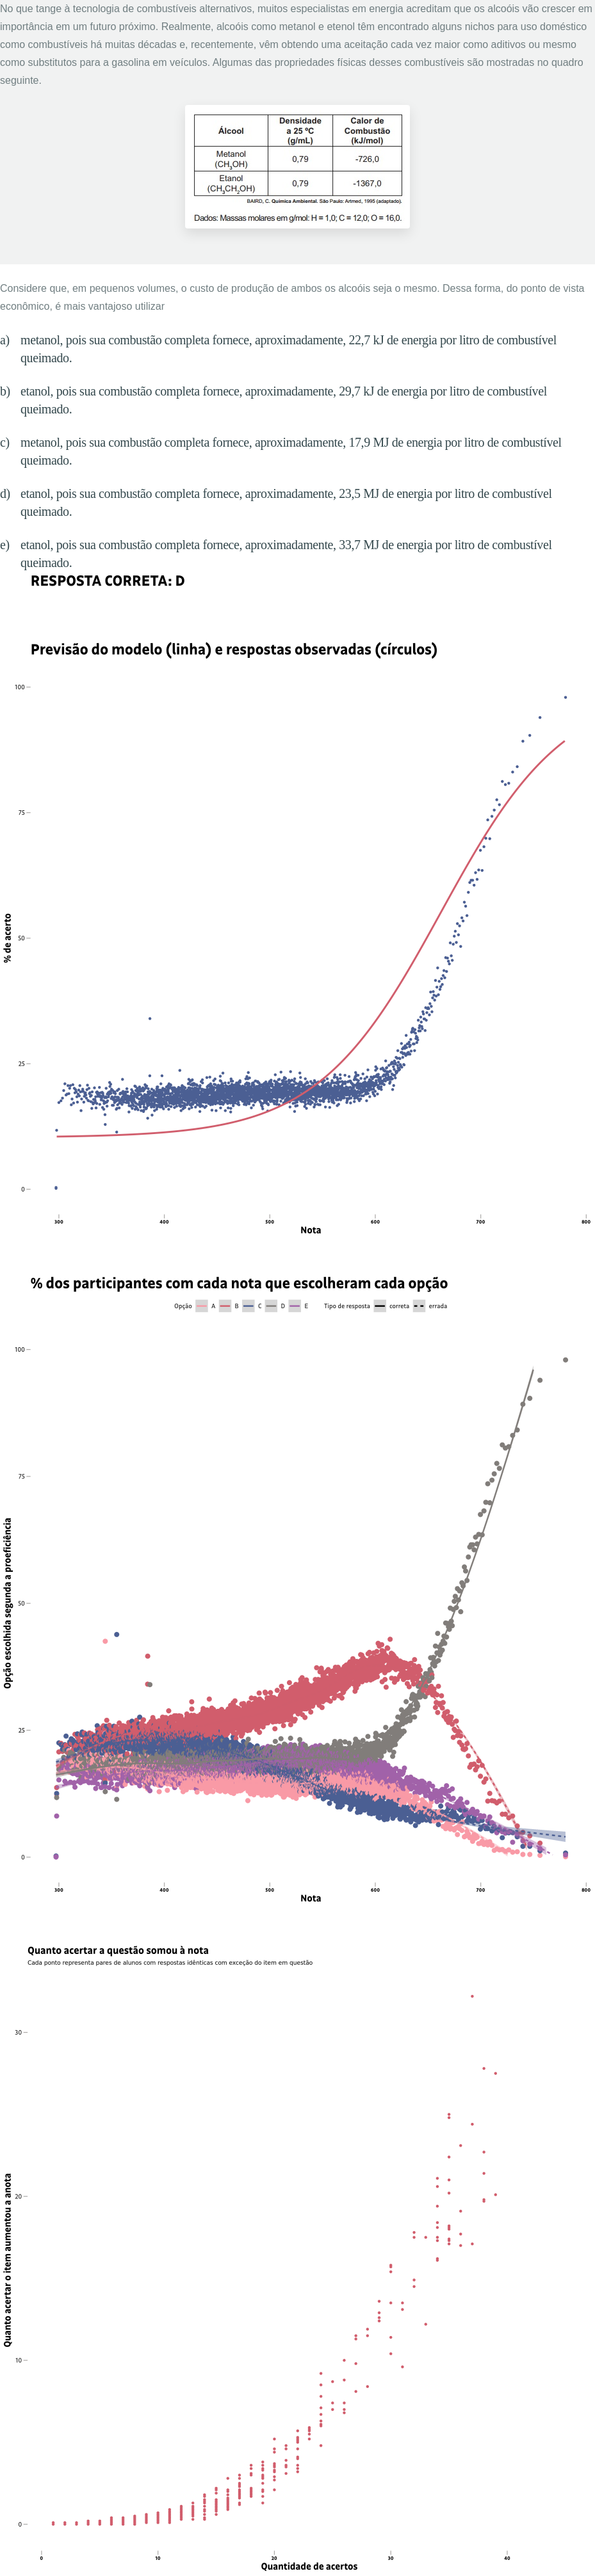 No que tange à tecnologia de combustíveis alternativos, muitos especialistas em energia acreditam que os alcoóis vão crescer em
importância em um futuro próximo. Realmente, alcoóis como metanol e etenol têm encontrado alguns nichos para uso doméstico
como combustíveis há muitas décadas e, recentemente, vêm obtendo uma aceitação cada vez maior como aditivos ou mesmo
como substitutos para a gasolina em veículos. Algumas das propriedades físicas desses combustíveis são mostradas no quadro
seguinte.
Álcool
Densidade
a 25 ºC
(g/mL)
Calor de
Combustão
(kJ/mol)
Metanol
(CH3OH)
0,79
-726,0
Etanol
(CH3CH2OH)
0,79
-1367,0
BAIRD, C. Química Ambiental. São Paulo: Artmed, 1995 (adaptado).
Dados: Massas molares em g/mol: H = 1,0; C = 12,0; O = 16,0.
Considere que, em pequenos volumes, o custo de produção de ambos os alcoóis seja o mesmo. Dessa forma, do ponto de vista
econômico, é mais vantajoso utilizar
a) metanol, pois sua combustão completa fornece, aproximadamente, 22,7 kJ de energia por litro de combustível
queimado.
b) etanol, pois sua combustão completa fornece, aproximadamente, 29,7 kJ de energia por litro de combustível
queimado.
c) metanol, pois sua combustão completa fornece, aproximadamente, 17,9 MJ de energia por litro de combustível
queimado.
d) etanol, pois sua combustão completa fornece, aproximadamente, 23,5 MJ de energia por litro de combustível
queimado.
e) etanol, pois sua combustão completa fornece, aproximadamente, 33,7 MJ de energia por litro de combustível
queimado.
RESPOSTA CORRETA: D
Previsão do modelo (linha) e respostas observadas (círculos)
100
75
50
25
0
% de acerto
300 400 500 600 700 800
Nota
% dos participantes com cada nota que escolheram cada opção
Opção A B C D E Tipo de resposta correta errada
100
75
50
25
0
Opção escolhida segunda a proeficiência
300 400 500 600 700 800
Nota
Quanto acertar a questão somou à nota
Cada ponto representa pares de alunos com respostas idênticas com exceção do item em questão
30
20
10
0
Quanto acertar o item aumentou a anota
0 10 20 30 40
Quantidade de acertos